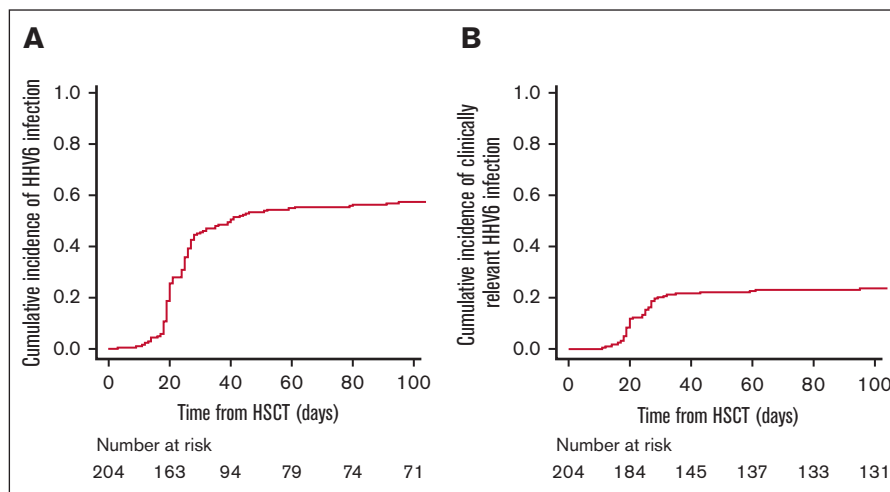 A
Cumulative incidence of HHV6 infection
1.0
0.8
0.6
0.4
0.2
0.0
0 20 40 60 80 100
Time from HSCT (days)
Number at risk
204 163 94 79 74 71
B
Cumulative incidence of clinically
relevant HHV6 infection
1.0
0.8
0.6
0.4
0.2
0.0
0 20 40 60 80 100
Time from HSCT (days)
Number at risk
204 184 145 137 133 131